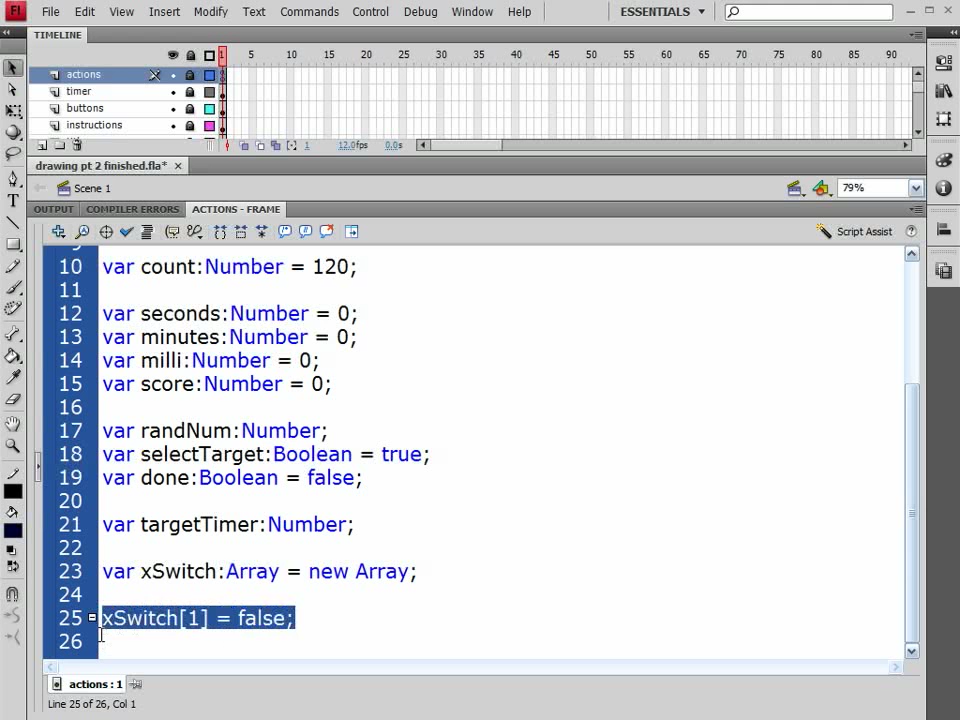 Fl File Edit View Insert Modify Text Commands Control Debug Window Help ESSENTIALS
TIMELINE
1 5 10 15 20 25 30 35 40 45 50 55 60 65 70 75 80 85 90
actions
timer
buttons
instructions
1 12.0fps 0.0s
drawing pt 2 finished.fla*
Scene 1 79%
OUTPUT COMPILER ERRORS ACTIONS - FRAME
Script Assist
9
10 var count:Number = 120;
11
12 var seconds:Number = 0;
13 var minutes:Number = 0;
14 var milli:Number = 0;
15 var score:Number = 0;
16
17 var randNum:Number;
18 var selectTarget:Boolean = true;
19 var done:Boolean = false;
20
21 var targetTimer:Number;
22
23 var xSwitch:Array = new Array;
24
25 xSwitch[1] = false;
26
actions : 1
Line 25 of 26, Col 1